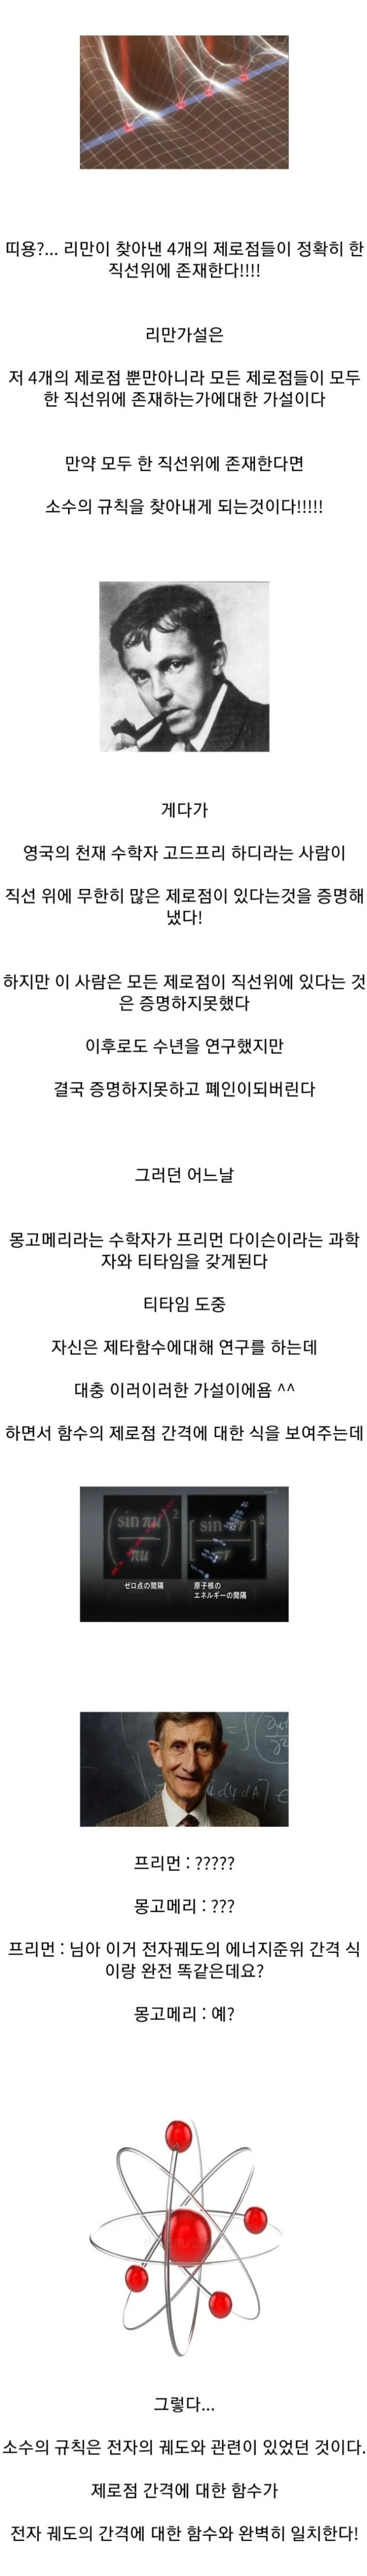 띠용?... 리만이 찾아낸 4개의 제로점들이 정확히 한
직선위에 존재한다!!!!
리만가설은
저 4개의 제로점 뿐만아니라 모든 제로점들이 모두
한 직선위에 존재하는가에대한 가설이다
만약 모두 한 직선위에 존재한다면
소수의 규칙을 찾아내게 되는것이다!!!!!
게다가
영국의 천재 수학자 고드프리 하디라는 사람이
직선 위에 무한히 많은 제로점이 있다는것을 증명해
냈다!
하지만 이 사람은 모든 제로점이 직선위에 있다는 것
은 증명하지못했다
이후로도 수년을 연구했지만
결국 증명하지못하고 폐인이되버린다
그러던 어느날
몽고메리라는 수학자가 프리먼 다이슨이라는 과학
자와 티타임을 갖게된다
티타임 도중
자신은 제타함수에대해 연구를 하는데
대충 이러이러한 가설이에욤 ^^
하면서 함수의 제로점 간격에 대한 식을 보여주는데
ゼロ点の間隔
原子核の
エネルギーの間隔
프리먼 : ?????
몽고메리 : ???
프리먼 : 님아 이거 전자궤도의 에너지준위 간격 식
이랑 완전 똑같은데요?
몽고메리 : 예?
그렇다...
소수의 규칙은 전자의 궤도와 관련이 있었던 것이다.
제로점 간격에 대한 함수가
전자 궤도의 간격에 대한 함수와 완벽히 일치한다!